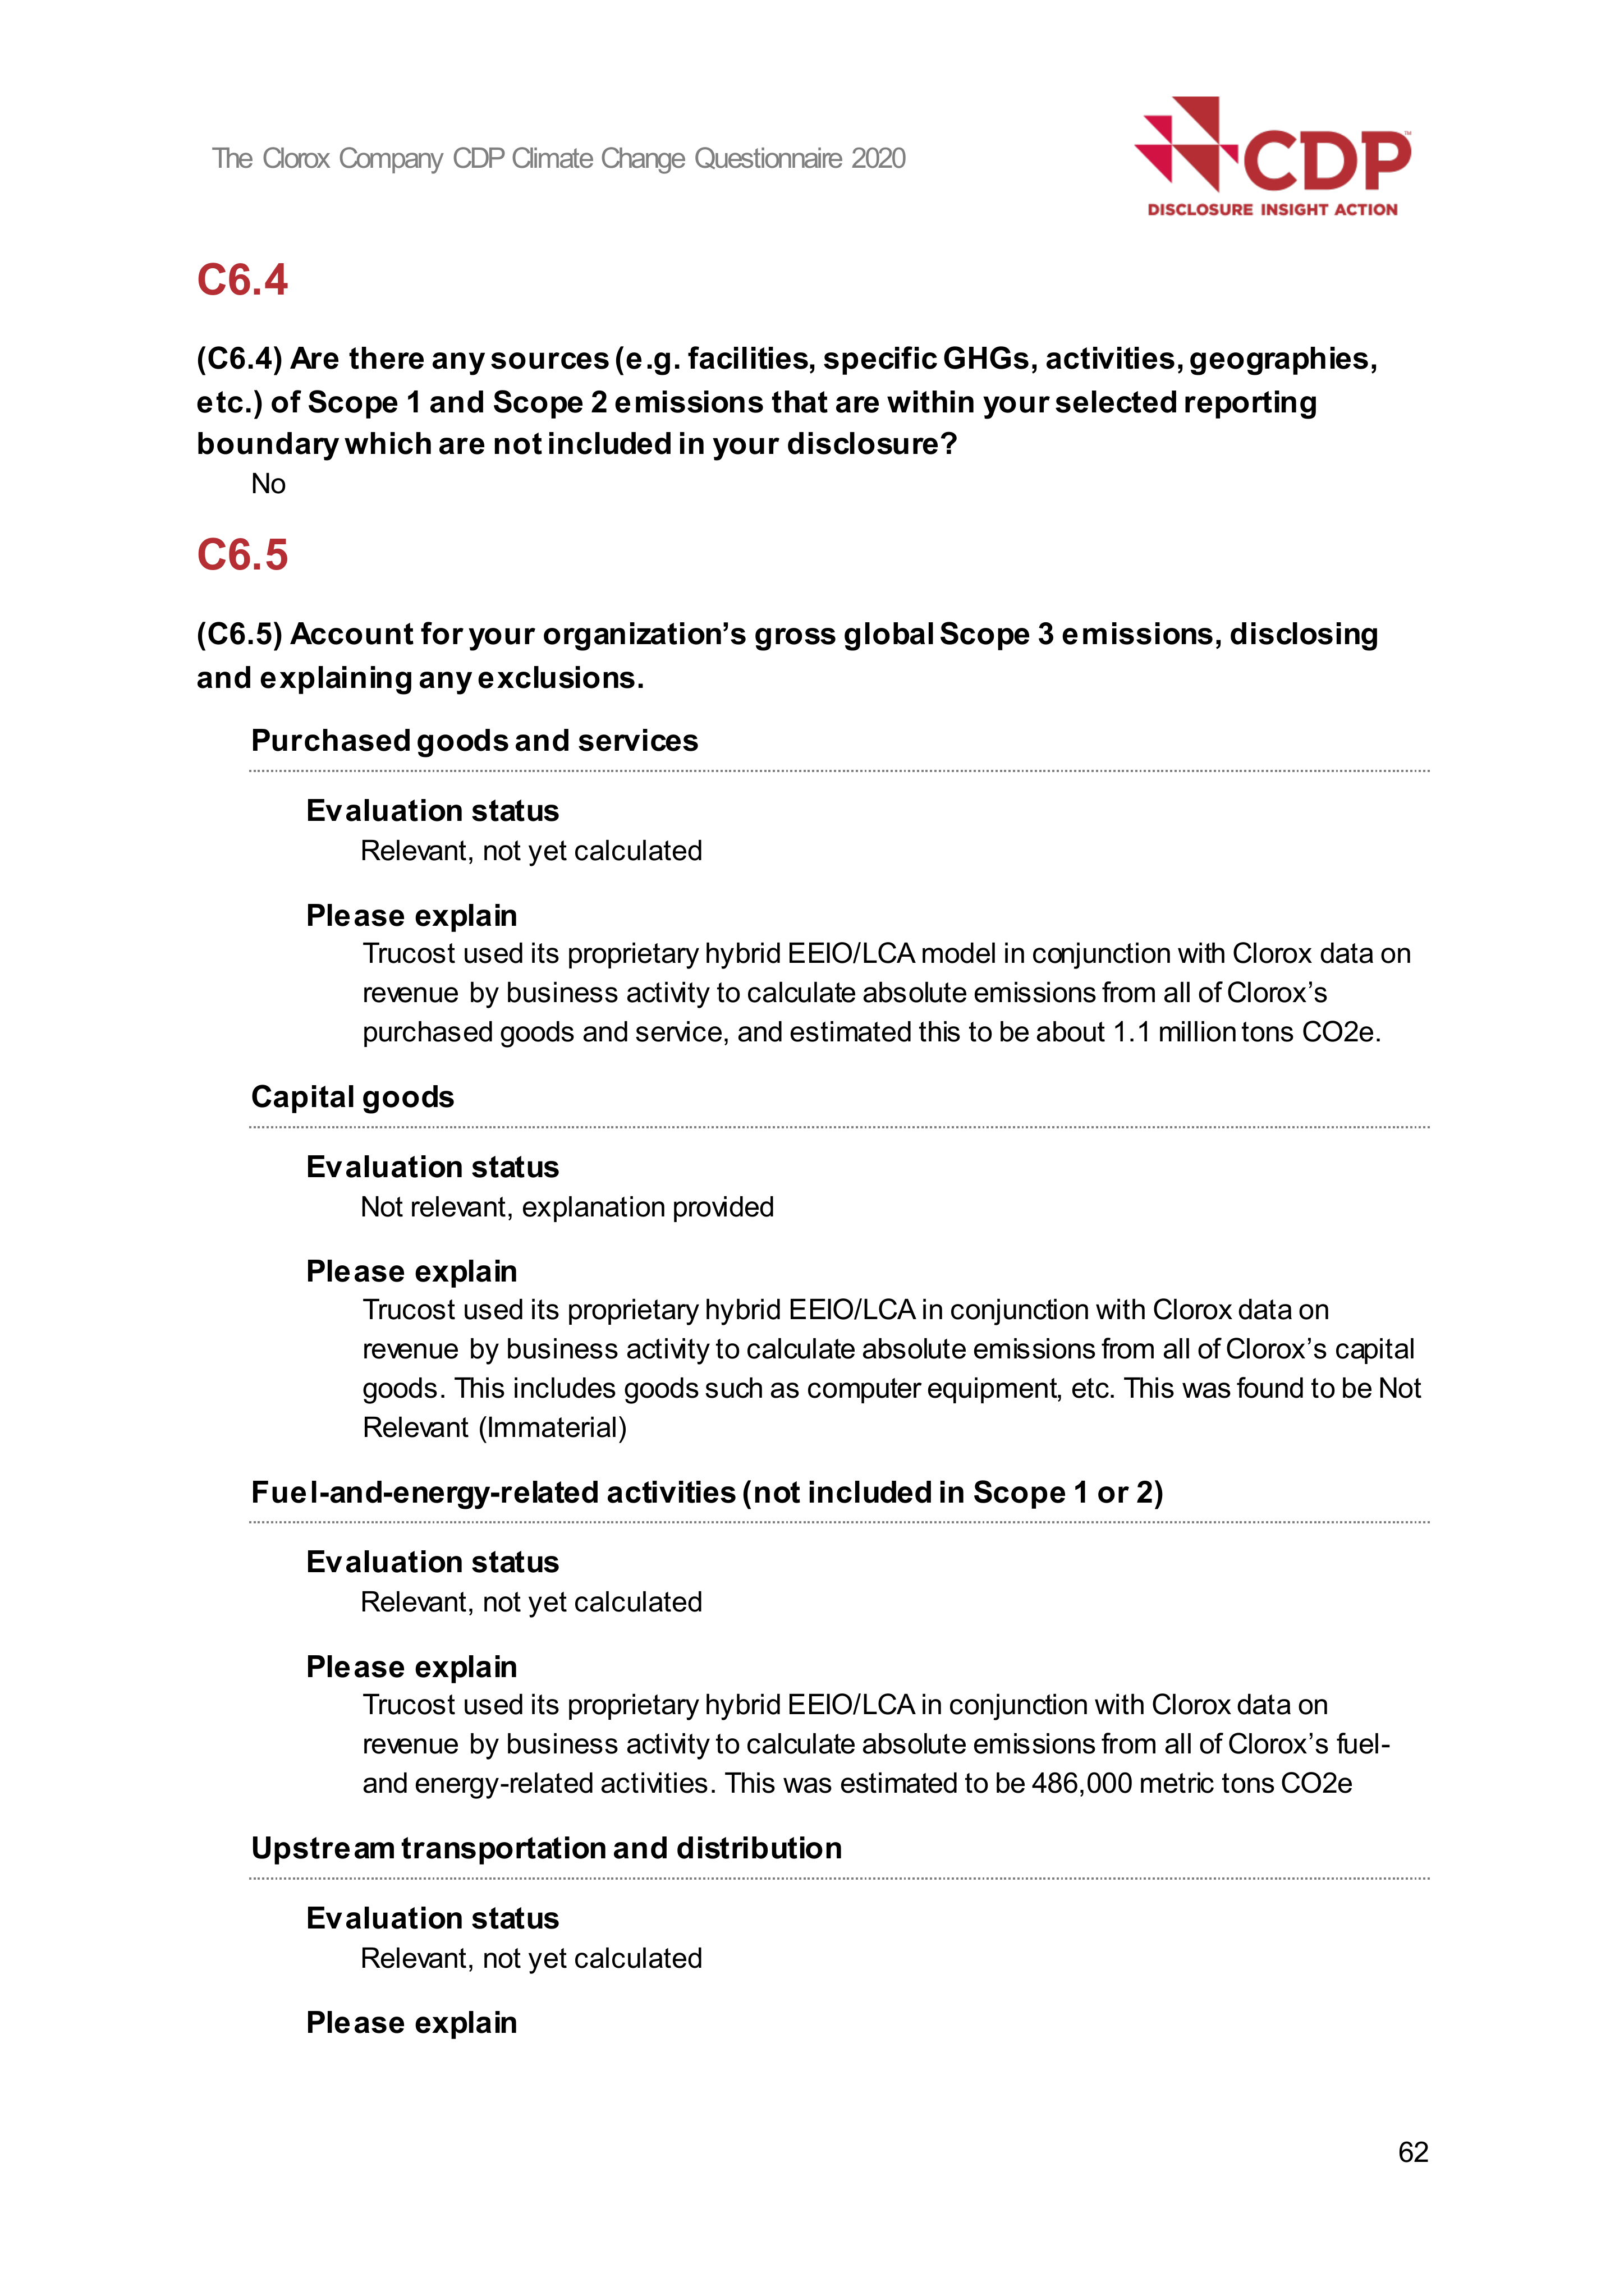 The Clorox Company CDP Climate Change Questionnaire 2020
CDP™
DISCLOSURE INSIGHT ACTION
C6.4
(C6.4) Are there any sources (e.g. facilities, specific GHGs, activities, geographies,
etc.) of Scope 1 and Scope 2 emissions that are within your selected reporting
boundary which are not included in your disclosure?
No
C6.5
(C6.5) Account for your organization’s gross global Scope 3 emissions, disclosing
and explaining any exclusions.
Purchased goods and services
Evaluation status
Relevant, not yet calculated
Please explain
Trucost used its proprietary hybrid EEIO/LCA model in conjunction with Clorox data on
revenue by business activity to calculate absolute emissions from all of Clorox’s
purchased goods and service, and estimated this to be about 1.1 million tons CO2e.
Capital goods
Evaluation status
Not relevant, explanation provided
Please explain
Trucost used its proprietary hybrid EEIO/LCA in conjunction with Clorox data on
revenue by business activity to calculate absolute emissions from all of Clorox’s capital
goods. This includes goods such as computer equipment, etc. This was found to be Not
Relevant (Immaterial)
Fuel-and-energy-related activities (not included in Scope 1 or 2)
Evaluation status
Relevant, not yet calculated
Please explain
Trucost used its proprietary hybrid EEIO/LCA in conjunction with Clorox data on
revenue by business activity to calculate absolute emissions from all of Clorox’s fuel-
and energy-related activities. This was estimated to be 486,000 metric tons CO2e
Upstream transportation and distribution
Evaluation status
Relevant, not yet calculated
Please explain
62